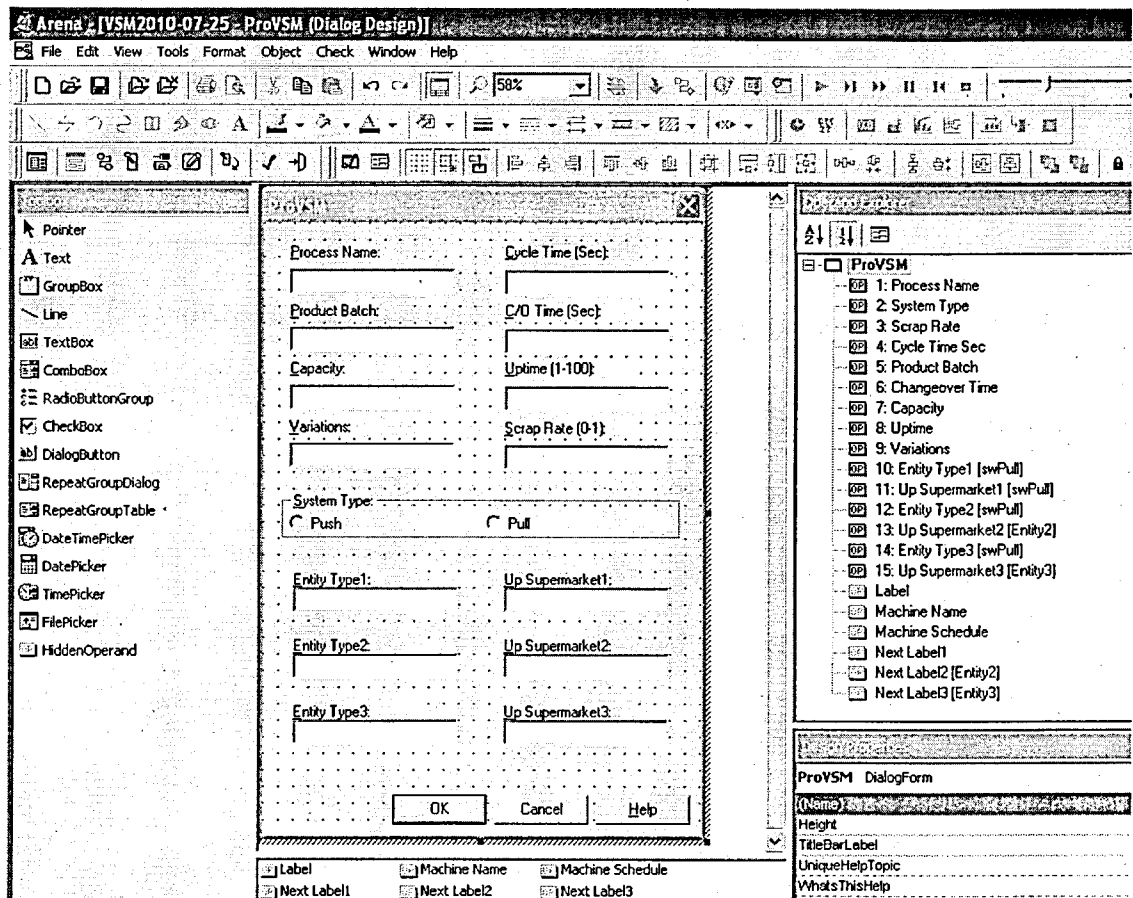 Arena - [VSM2010-07-25 - ProVSM (Dialog Design)]
File Edit View Tools Format Object Check Window Help
58%
Pointer
A Text
GroupBox
Line
TextBox
ComboBox
RadioButtonGroup
CheckBox
DialogButton
RepeatGroupDialog
RepeatGroupTable
DateTimePicker
DatePicker
TimePicker
FilePicker
HiddenOperand
ProVSM
Process Name: Cycle Time (Sec):
Product Batch: C/O Time (Sec):
Capacity: Uptime (1-100):
Variations: Scrap Rate (0-1):
System Type:
Push Pull
Entity Type1: Up Supermarket1:
Entity Type2: Up Supermarket2:
Entity Type3: Up Supermarket3:
OK Cancel Help
Label Machine Name Machine Schedule
Next Label1 Next Label2 Next Label3
ProVSM
1: Process Name
2: System Type
3: Scrap Rate
4: Cycle Time Sec
5: Product Batch
6: Changeover Time
7: Capacity
8: Uptime
9: Variations
10: Entity Type1 [swPull]
11: Up Supermarket1 [swPull]
12: Entity Type2 [swPull]
13: Up Supermarket2 [Entity2]
14: Entity Type3 [swPull]
15: Up Supermarket3 [Entity3]
Label
Machine Name
Machine Schedule
Next Label1
Next Label2 [Entity2]
Next Label3 [Entity3]
Design Properties
ProVSM DialogForm
(Name)
Height
TitleBarLabel
UniqueHelpTopic
WhatsThisHelp